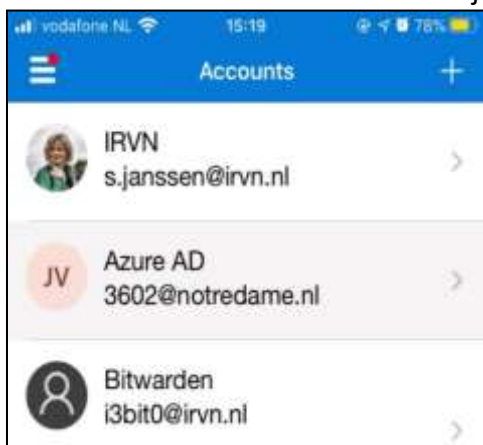 vodafone NL 15:19 78%
Accounts
IRVN
s.janssen@irvn.nl
JV
Azure AD
3602@notredame.nl
Bitwarden
i3bit0@irvn.nl